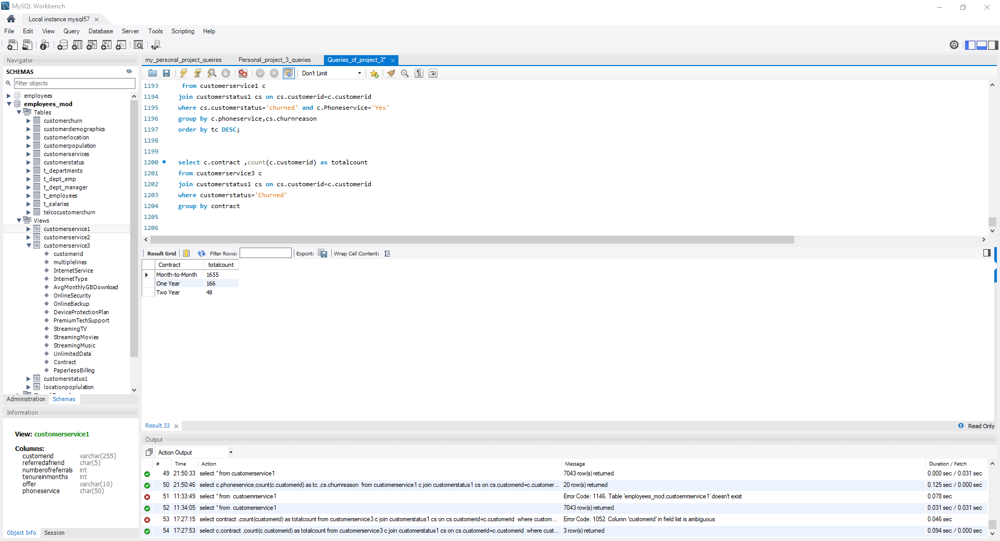 MySQL Workbench
Local instance mysql57
File Edit View Query Database Server Tools Scripting Help
Navigator
SCHEMAS
Filter objects
employees
employees_mod
Tables
customerchurn
customerdemographics
customerlocation
customerpopulation
customerservices
customerstatus
t_departments
t_dept_emp
t_dept_manager
t_employees
t_salaries
telcocustomerchurn
Views
customerservice1
customerservice2
customerservice3
customerid
multiplelines
InternetService
InternetType
AvgMonthlyGBDownload
OnlineSecurity
OnlineBackup
DeviceProtectionPlan
PremiumTechSupport
StreamingTV
StreamingMovies
StreamingMusic
UnlimitedData
Contract
PaperlessBilling
customerstatus1
locationpoplulation
Administration Schemas
Information
View: customerservice1
Columns:
customerid varchar(255)
referredafriend char(5)
numberofreferrals int
tenureinmonths int
offer varchar(10)
phoneservice char(50)
Object Info Session
my_personal_project_queires Personal_project_3_queries Queries_of_project_3*
Don't Limit
1193 from customerservice1 c
1194 join customerstatus1 cs on cs.customerid=c.customerid
1195 where cs.customerstatus='churned' and c.Phoneservice='Yes'
1196 group by c.phoneservice,cs.churnreason
1197 order by tc DESC;
1198
1199
1200 select c.contract ,count(c.customerid) as totalcount
1201 from customerservice3 c
1202 join customerstatus1 cs on cs.customerid=c.customerid
1203 where customerstatus='Churned'
1204 group by contract
1205
1206
Result Grid Filter Rows: Export: Wrap Cell Content:
Contract totalcount
Month-to-Month 1655
One Year 166
Two Year 48
Result 33
Read Only
Output
Action Output
# Time Action Message Duration / Fetch
49 21:50:33 select * from customerservice1 7043 row(s) returned 0.000 sec / 0.031 sec
50 21:50:46 select c.phoneservice,count(c.customerid) as tc ,cs.churnreason from customerservice1 c join customerstatus1 cs on cs.customerid=c.customer... 20 row(s) returned 0.125 sec / 0.000 sec
51 11:33:49 select * from custoemrservice1 Error Code: 1146. Table 'employees_mod.custoemrservice1' doesn't exist 0.078 sec
52 11:34:05 select * from customerservice1 7043 row(s) returned 0.031 sec / 0.031 sec
53 17:27:15 select contract ,count(customerid) as totalcount from customerservice3 c join customerstatus1 cs on cs.customerid=c.customerid where custom... Error Code: 1052. Column 'customerid' in field list is ambiguous 0.046 sec
54 17:27:53 select c.contract ,count(c.customerid) as totalcount from customerservice3 c join customerstatus1 cs on cs.customerid=c.customerid where cust... 3 row(s) returned 0.094 sec / 0.000 sec